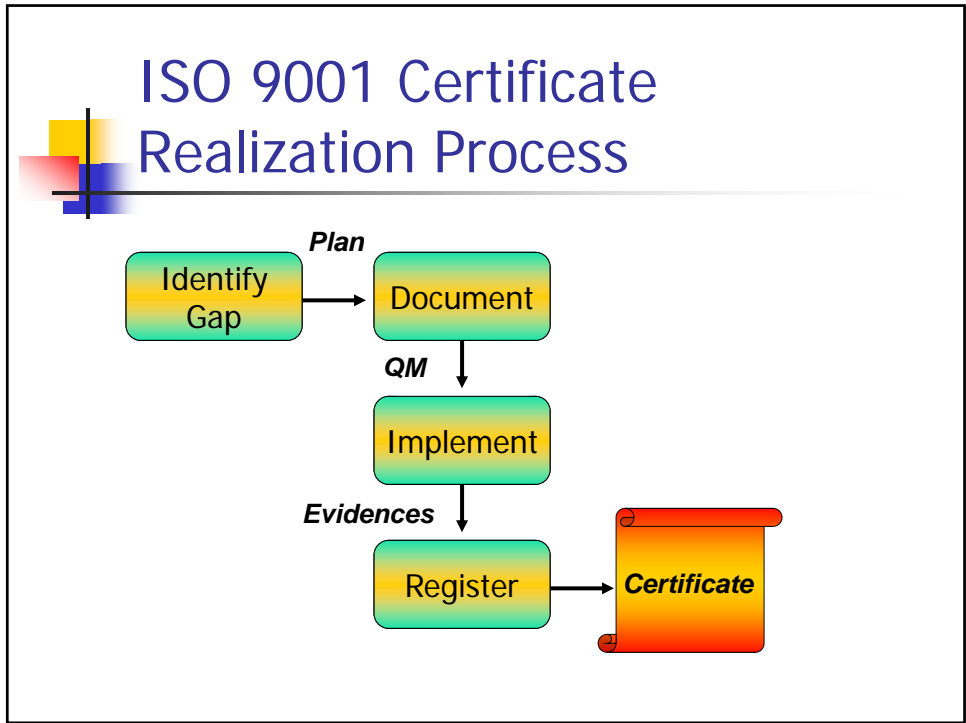 ISO 9001 Certificate
Realization Process
Plan
Identify
Gap
Document
QM
Implement
Evidences
Register
Certificate